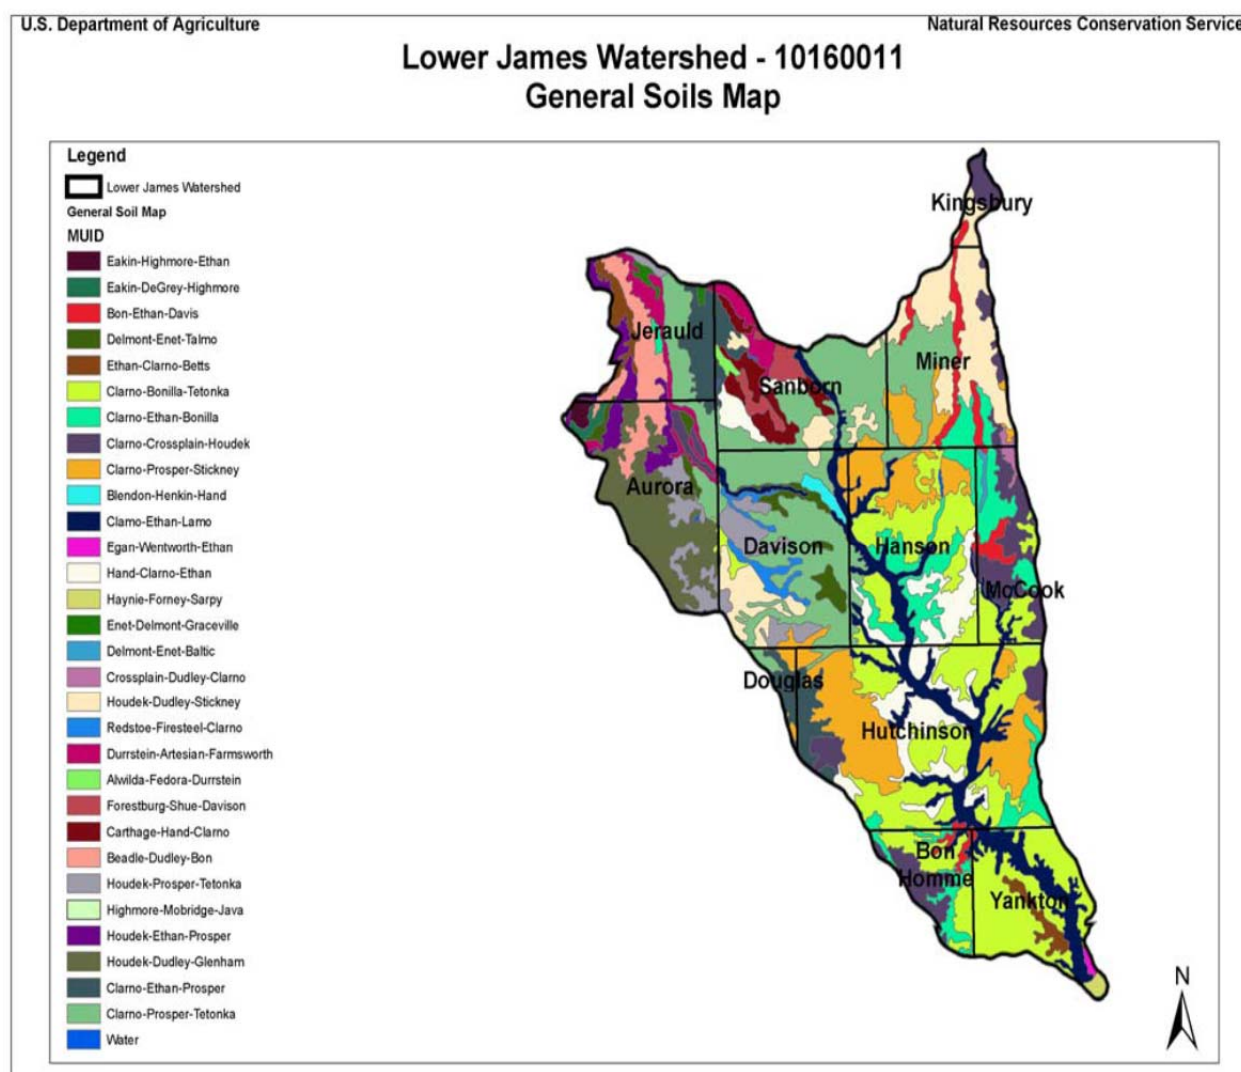 U.S. Department of Agriculture
Natural Resources Conservation Service
Lower James Watershed - 10160011
General Soils Map
Legend
Lower James Watershed
General Soil Map
MUID
Eakin-Highmore-Ethan
Eakin-DeGrey-Highmore
Bon-Ethan-Davis
Delmont-Enet-Talmo
Ethan-Clarno-Betts
Clarno-Bonilla-Tetonka
Clarno-Ethan-Bonilla
Clarno-Crossplain-Houdek
Clarno-Prosper-Stickney
Blendon-Henkin-Hand
Clarno-Ethan-Lamo
Egan-Wentworth-Ethan
Hand-Clarno-Ethan
Haynie-Forney-Sarpy
Enet-Delmont-Graceville
Delmont-Enet-Baltic
Crossplain-Dudley-Clarno
Houdek-Dudley-Stickney
Redstoe-Firesteel-Clarno
Durrstein-Artesian-Farmsworth
Alwilda-Fedora-Durrstein
Forestburg-Shue-Davison
Carthage-Hand-Clarno
Beadle-Dudley-Bon
Houdek-Prosper-Tetonka
Highmore-Mobridge-Java
Houdek-Ethan-Prosper
Houdek-Dudley-Glenham
Clarno-Ethan-Prosper
Clarno-Prosper-Tetonka
Water
Kingsbury
Jerauld
Miner
Sanborn
Aurora
Davison
Hanson
McCook
Douglas
Hutchinson
Bon
Homme
Yankton
N